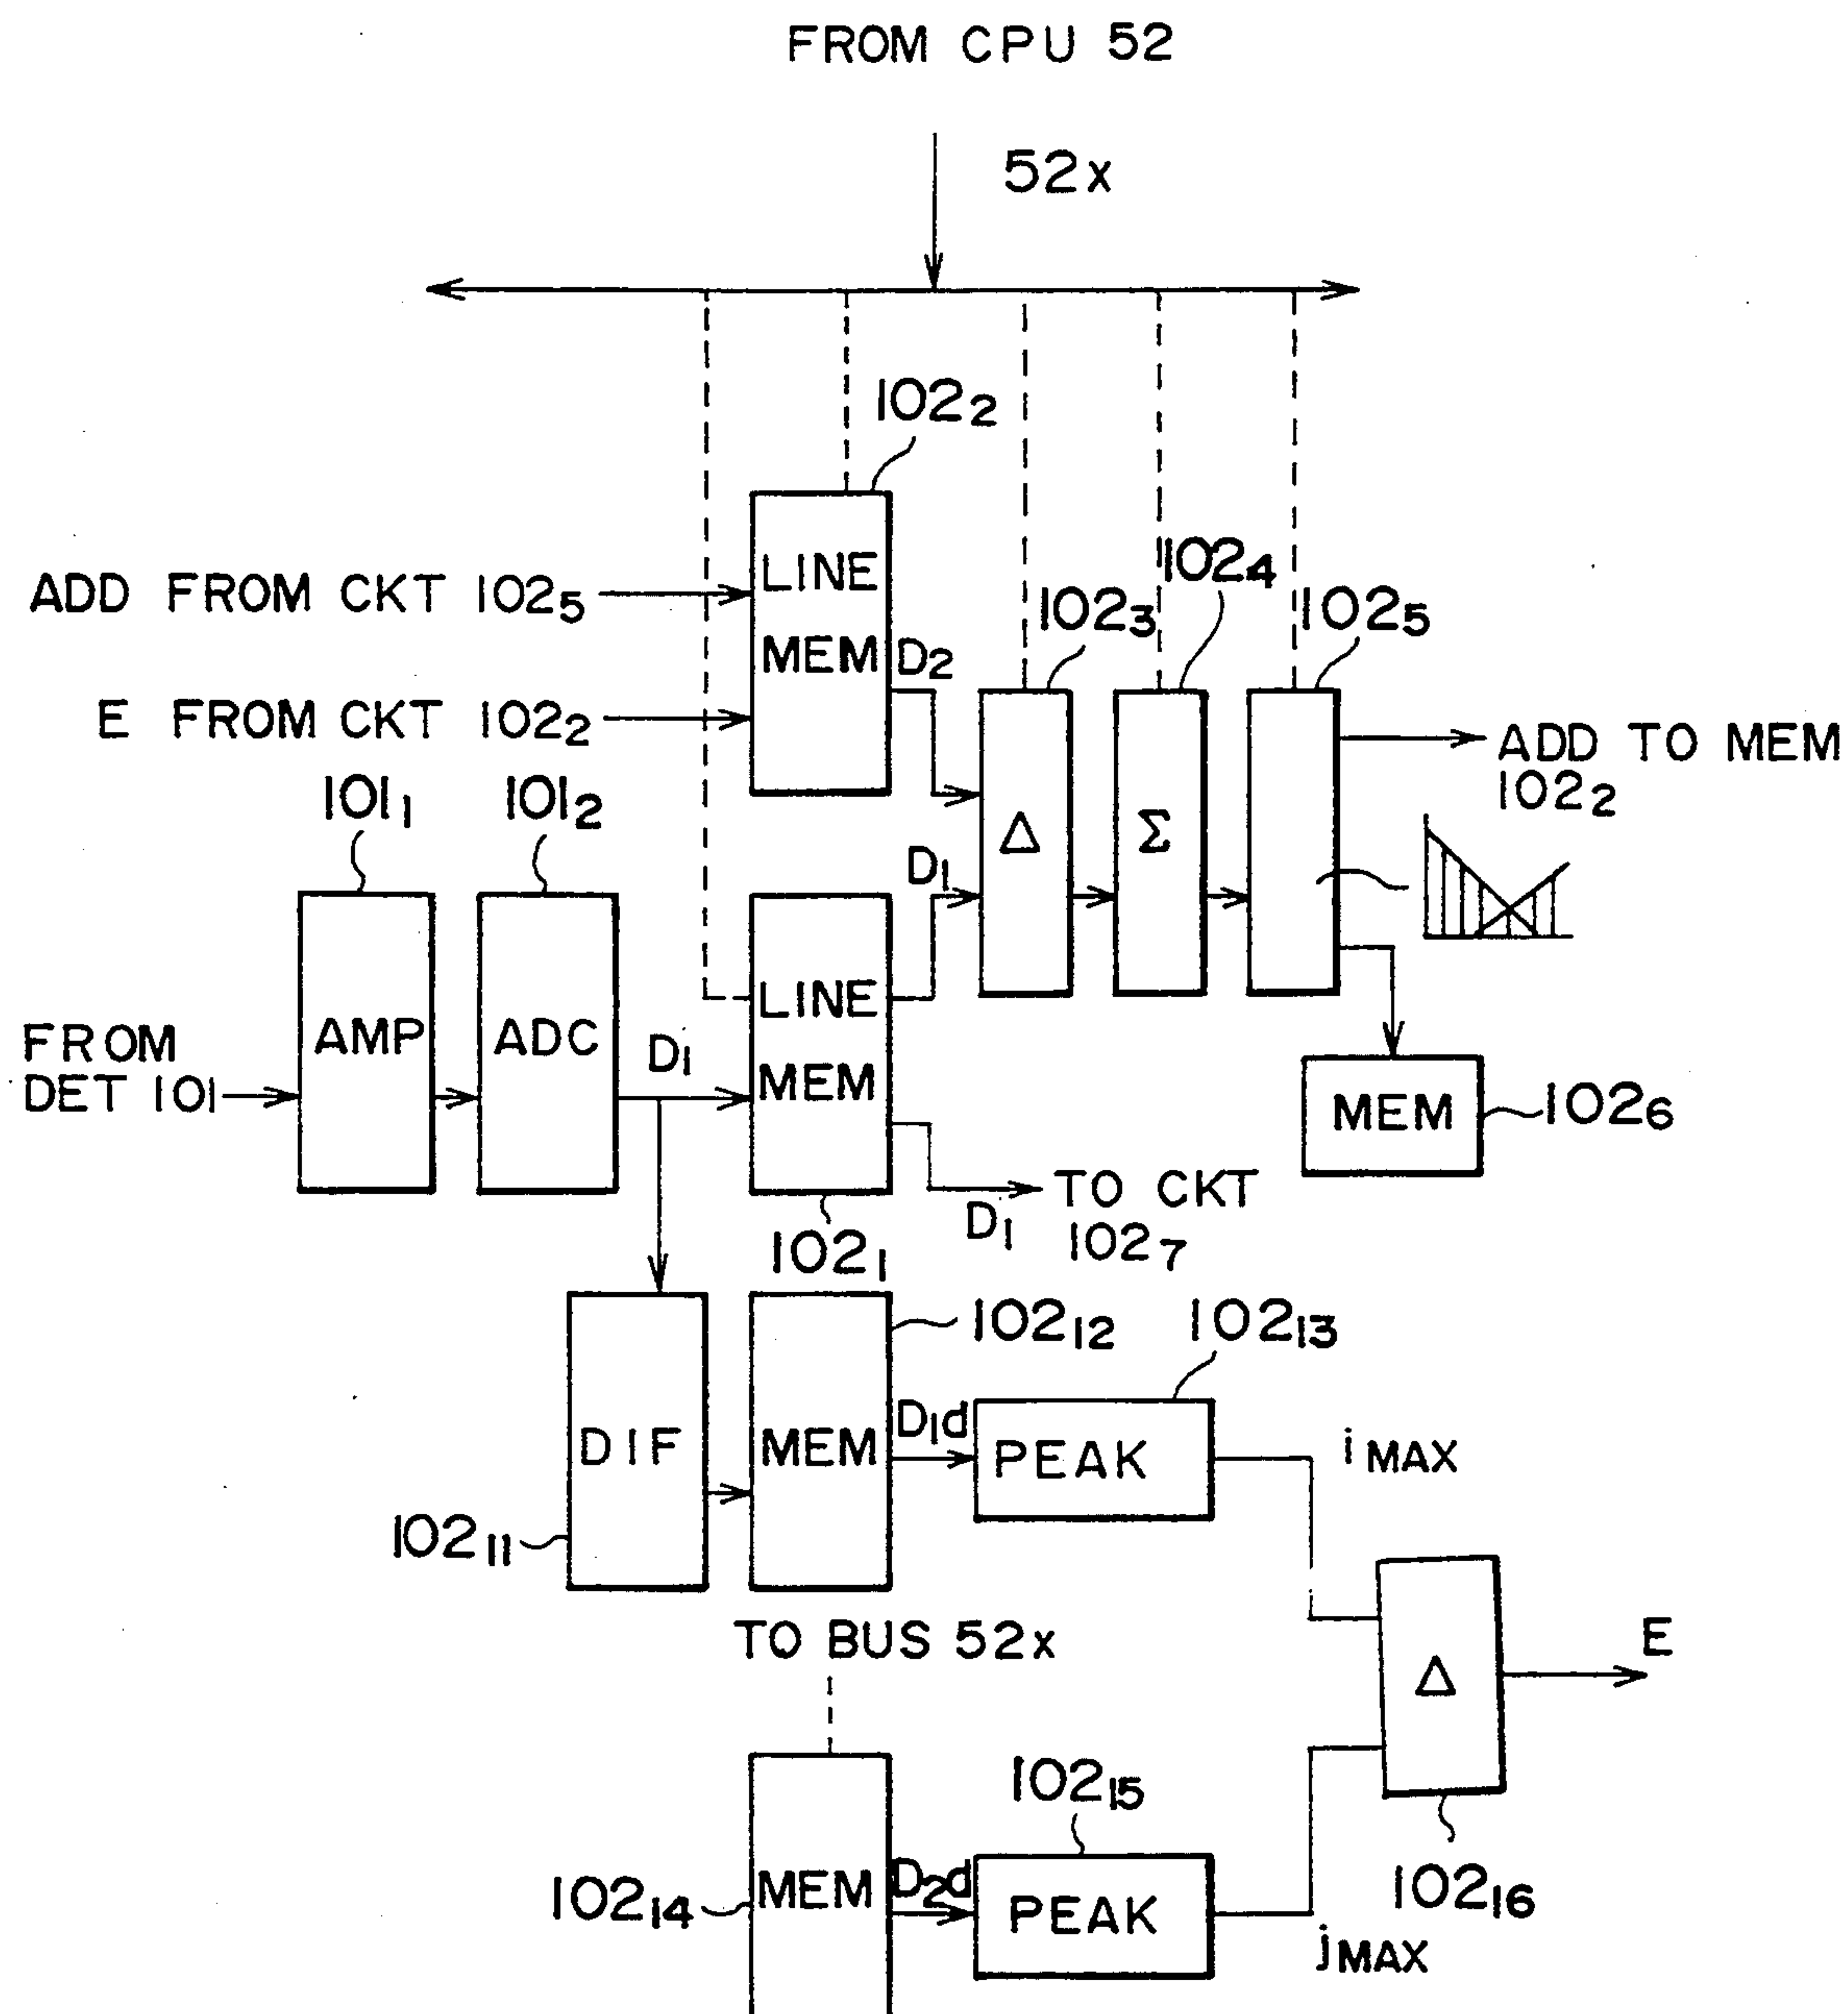 FROM CPU 52
52x
102₂
LINE
MEM
ADD FROM CKT 102₅
E FROM CKT 102₂
D₂
102₃
102₄
102₅
Δ
Σ
ADD TO MEM
102₂
101₁
101₂
AMP
ADC
FROM
DET 101
D₁
D₁
LINE
MEM
102₁
D₁
TO CKT
102₇
MEM
102₆
DIF
102₁₁
MEM
102₁₂
D₁d
PEAK
102₁₃
iMAX
TO BUS 52x
Δ
E
102₁₆
MEM
102₁₄
D₂d
PEAK
102₁₅
jMAX